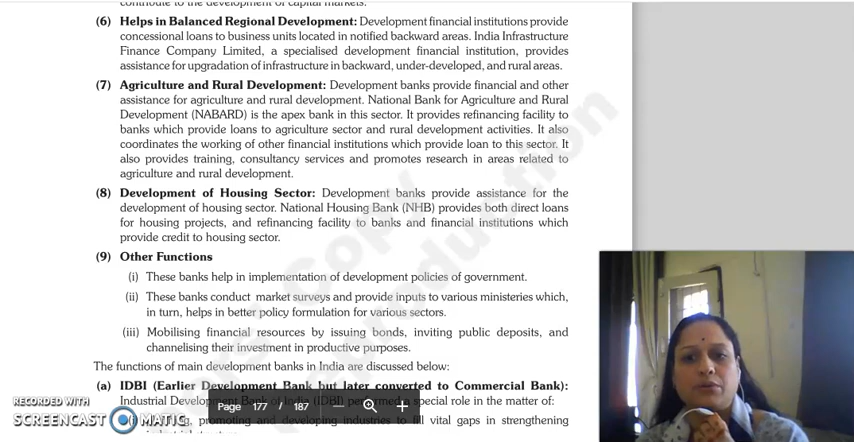 contribute to the development of capital markets.
(6) Helps in Balanced Regional Development: Development financial institutions provide
concessional loans to business units located in notified backward areas. India Infrastructure
Finance Company Limited, a specialised development financial institution, provides
assistance for upgradation of infrastructure in backward, under-developed, and rural areas.
(7) Agriculture and Rural Development: Development banks provide financial and other
assistance for agriculture and rural development. National Bank for Agriculture and Rural
Development (NABARD) is the apex bank in this sector. It provides refinancing facility to
banks which provide loans to agriculture sector and rural development activities. It also
coordinates the working of other financial institutions which provide loan to this sector. It
also provides training, consultancy services and promotes research in areas related to
agriculture and rural development.
(8) Development of Housing Sector: Development banks provide assistance for the
development of housing sector. National Housing Bank (NHB) provides both direct loans
for housing projects, and refinancing facility to banks and financial institutions which
provide credit to housing sector.
(9) Other Functions
(i) These banks help in implementation of development policies of government.
(ii) These banks conduct market surveys and provide inputs to various ministeries which,
in turn, helps in better policy formulation for various sectors.
(iii) Mobilising financial resources by issuing bonds, inviting public deposits, and
channelising their investment in productive purposes.
The functions of main development banks in India are discussed below:
(a) IDBI (Earlier Development Bank but later converted to Commercial Bank):
Industrial Development Bank of India (IDBI) performed a special role in the matter of:
promoting and developing industries to fill vital gaps in strengthening
Page 177 / 187
RECORDED WITH
SCREENCAST MATIC
Copy